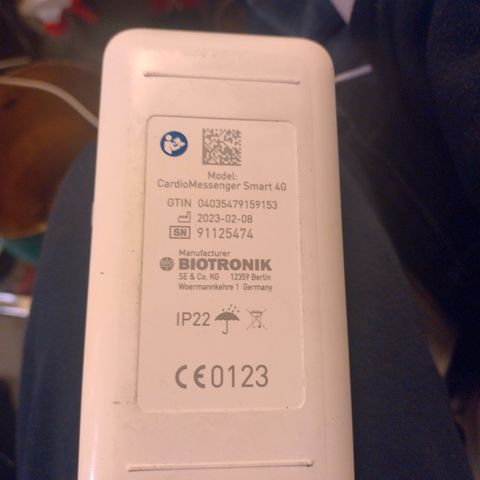 Model:
CardioMessenger Smart 4G
GTIN 04035479159153
2023-02-08
SN 91125474
Manufacturer
BIOTRONIK
SE & Co. KG 12359 Berlin
Woermannkehre 1 Germany
IP22
CE0123